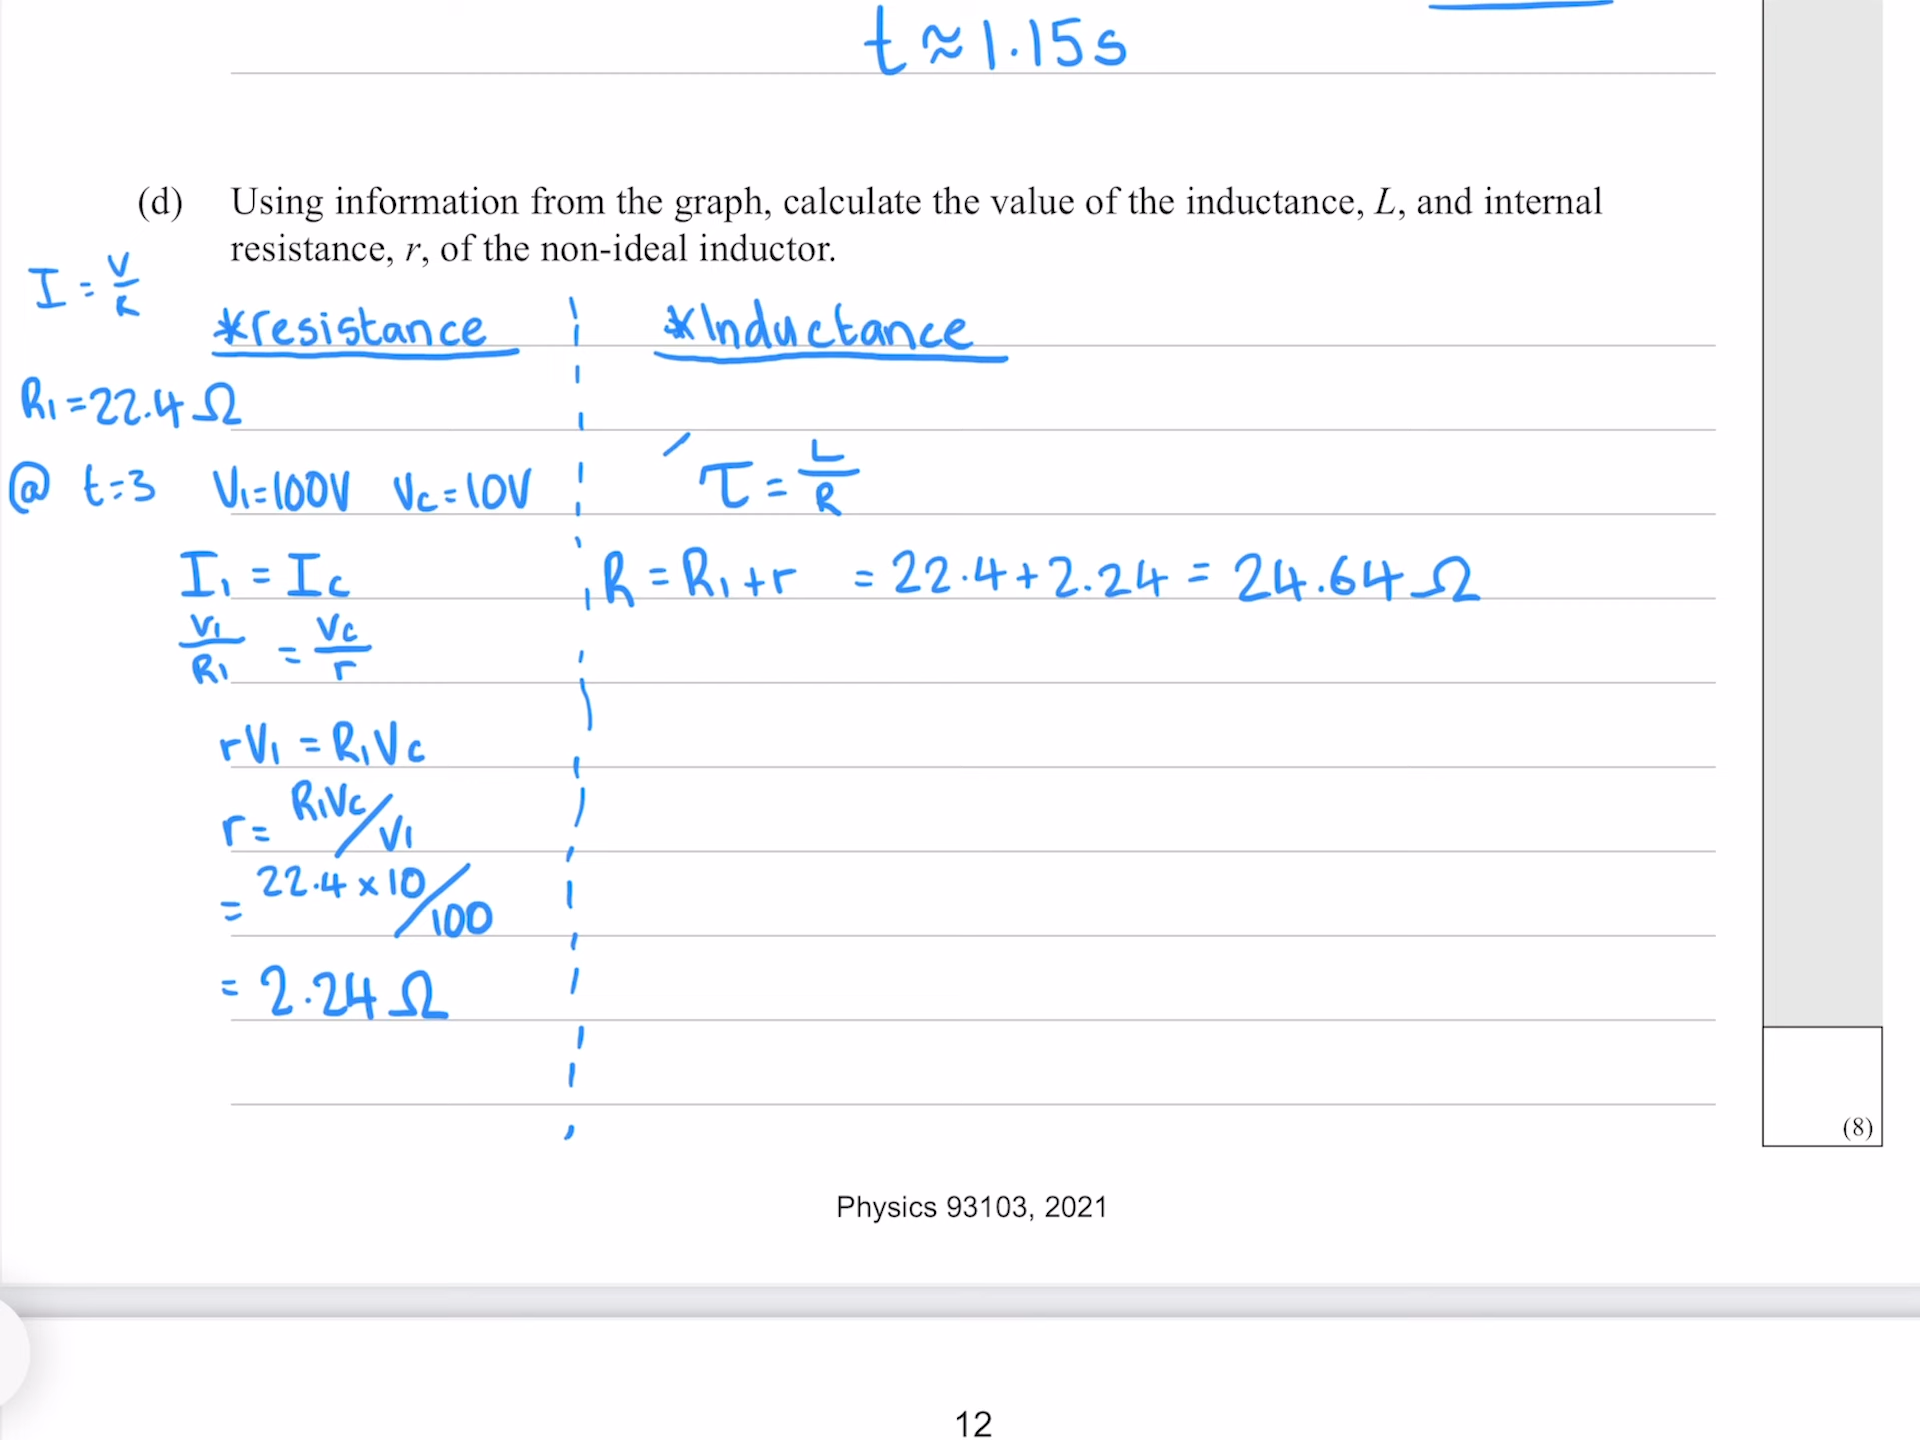 t ≈ 1.15s
(d) Using information from the graph, calculate the value of the inductance, L, and internal
resistance, r, of the non-ideal inductor.
I = V/R
*resistance
R₁ = 22.4 Ω
@ t=3 V₁=100V Vc=10V
I₁ = Ic
V₁/R₁ = Vc/r
rV₁ = R₁Vc
r = R₁Vc/V₁
= 22.4 × 10/100
= 2.24 Ω
*Inductance
τ = L/R
R = R₁+r = 22.4+2.24 = 24.64 Ω
(8)
Physics 93103, 2021
12